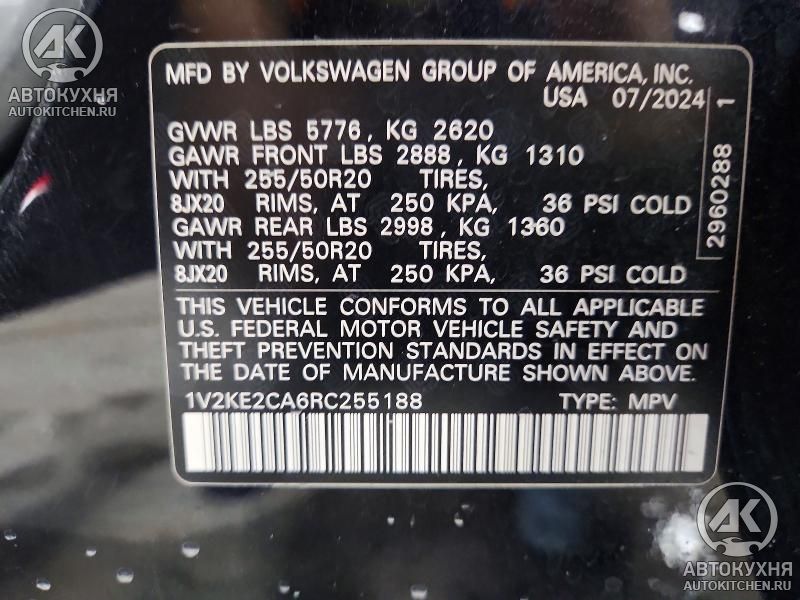 АК
АВТОКУХНЯ
AUTOKITCHEN.RU
MFD BY VOLKSWAGEN GROUP OF AMERICA, INC.
USA 07/2024
GVWR LBS 5776, KG 2620
GAWR FRONT LBS 2888, KG 1310
WITH 255/50R20 TIRES,
8JX20 RIMS, AT 250 KPA, 36 PSI COLD
GAWR REAR LBS 2998, KG 1360
WITH 255/50R20 TIRES,
8JX20 RIMS, AT 250 KPA, 36 PSI COLD
2960288 1
THIS VEHICLE CONFORMS TO ALL APPLICABLE
U.S. FEDERAL MOTOR VEHICLE SAFETY AND
THEFT PREVENTION STANDARDS IN EFFECT ON
THE DATE OF MANUFACTURE SHOWN ABOVE.
1V2KE2CA6RC255188 TYPE: MPV
АК
АВТОКУХНЯ
AUTOKITCHEN.RU